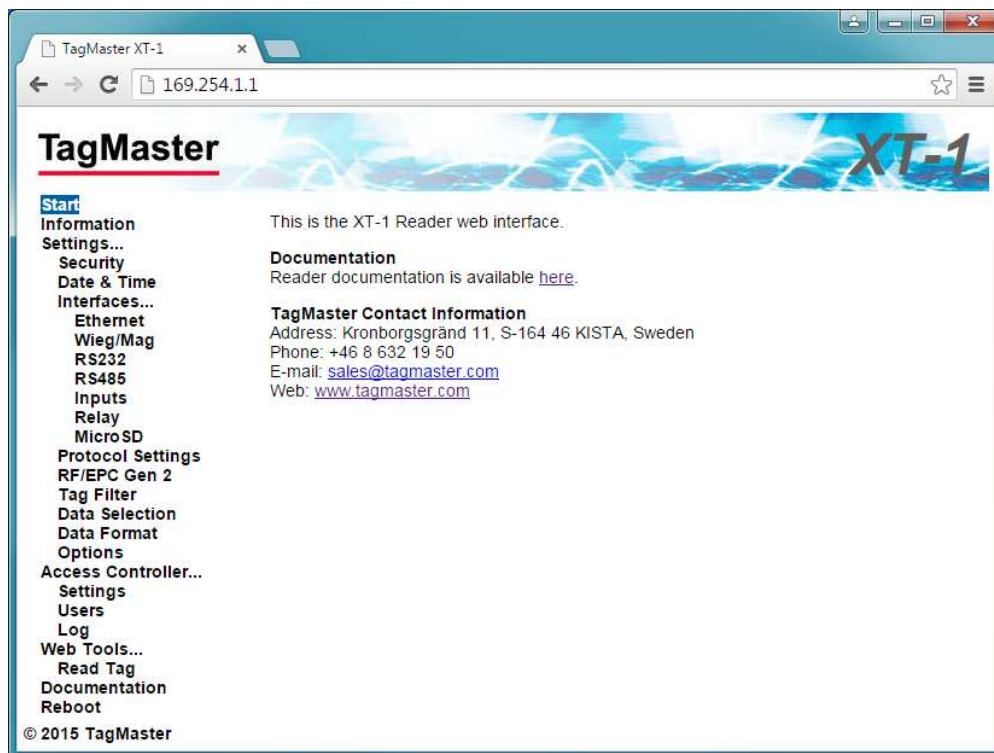 TagMaster XT-1
169.254.1.1
TagMaster
XT-1
Start
Information
Settings...
Security
Date & Time
Interfaces...
Ethernet
Wieg/Mag
RS232
RS485
Inputs
Relay
MicroSD
Protocol Settings
RF/EPC Gen 2
Tag Filter
Data Selection
Data Format
Options
Access Controller...
Settings
Users
Log
Web Tools...
Read Tag
Documentation
Reboot
© 2015 TagMaster
This is the XT-1 Reader web interface.
Documentation
Reader documentation is available here.
TagMaster Contact Information
Address: Kronborgsgränd 11, S-164 46 KISTA, Sweden
Phone: +46 8 632 19 50
E-mail: sales@tagmaster.com
Web: www.tagmaster.com